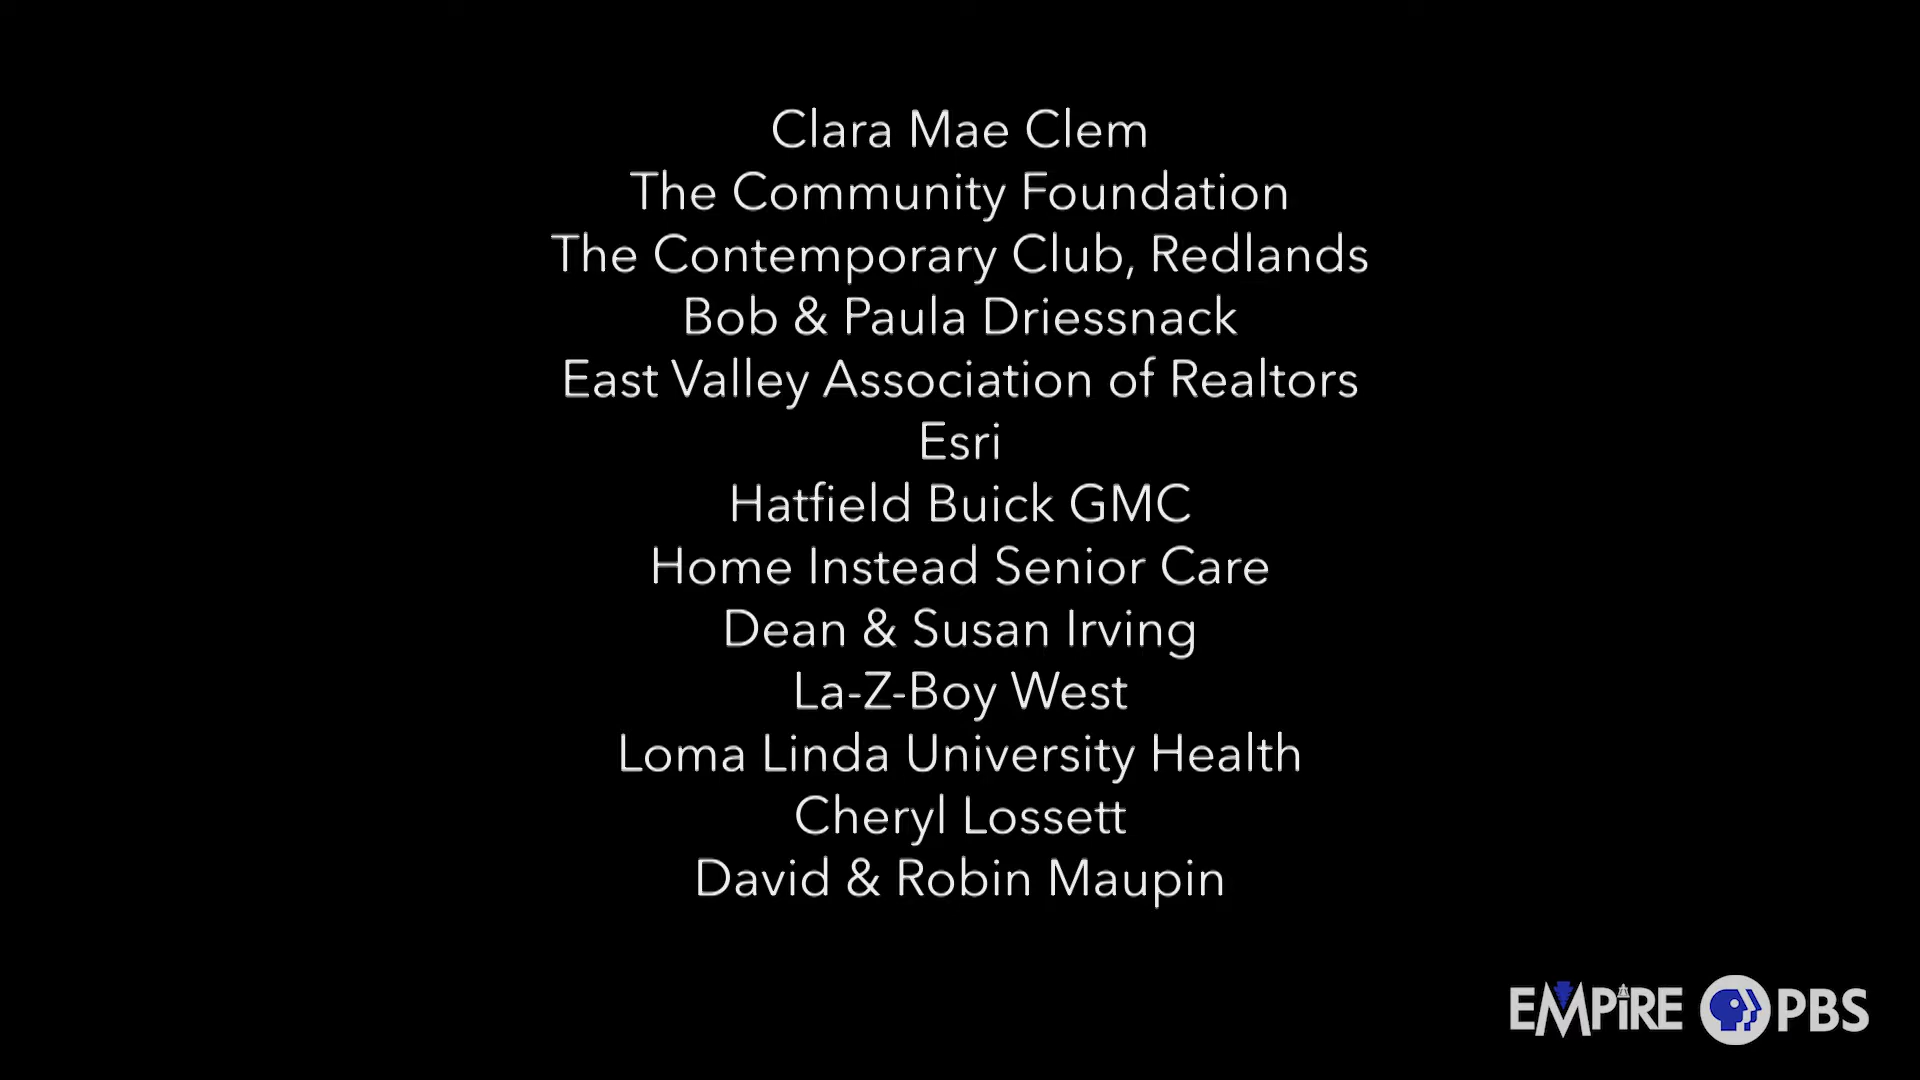 Clara Mae Clem
The Community Foundation
The Contemporary Club, Redlands
Bob & Paula Driessnack
East Valley Association of Realtors
Esri
Hatfield Buick GMC
Home Instead Senior Care
Dean & Susan Irving
La-Z-Boy West
Loma Linda University Health
Cheryl Lossett
David & Robin Maupin
EMPIRE PBS